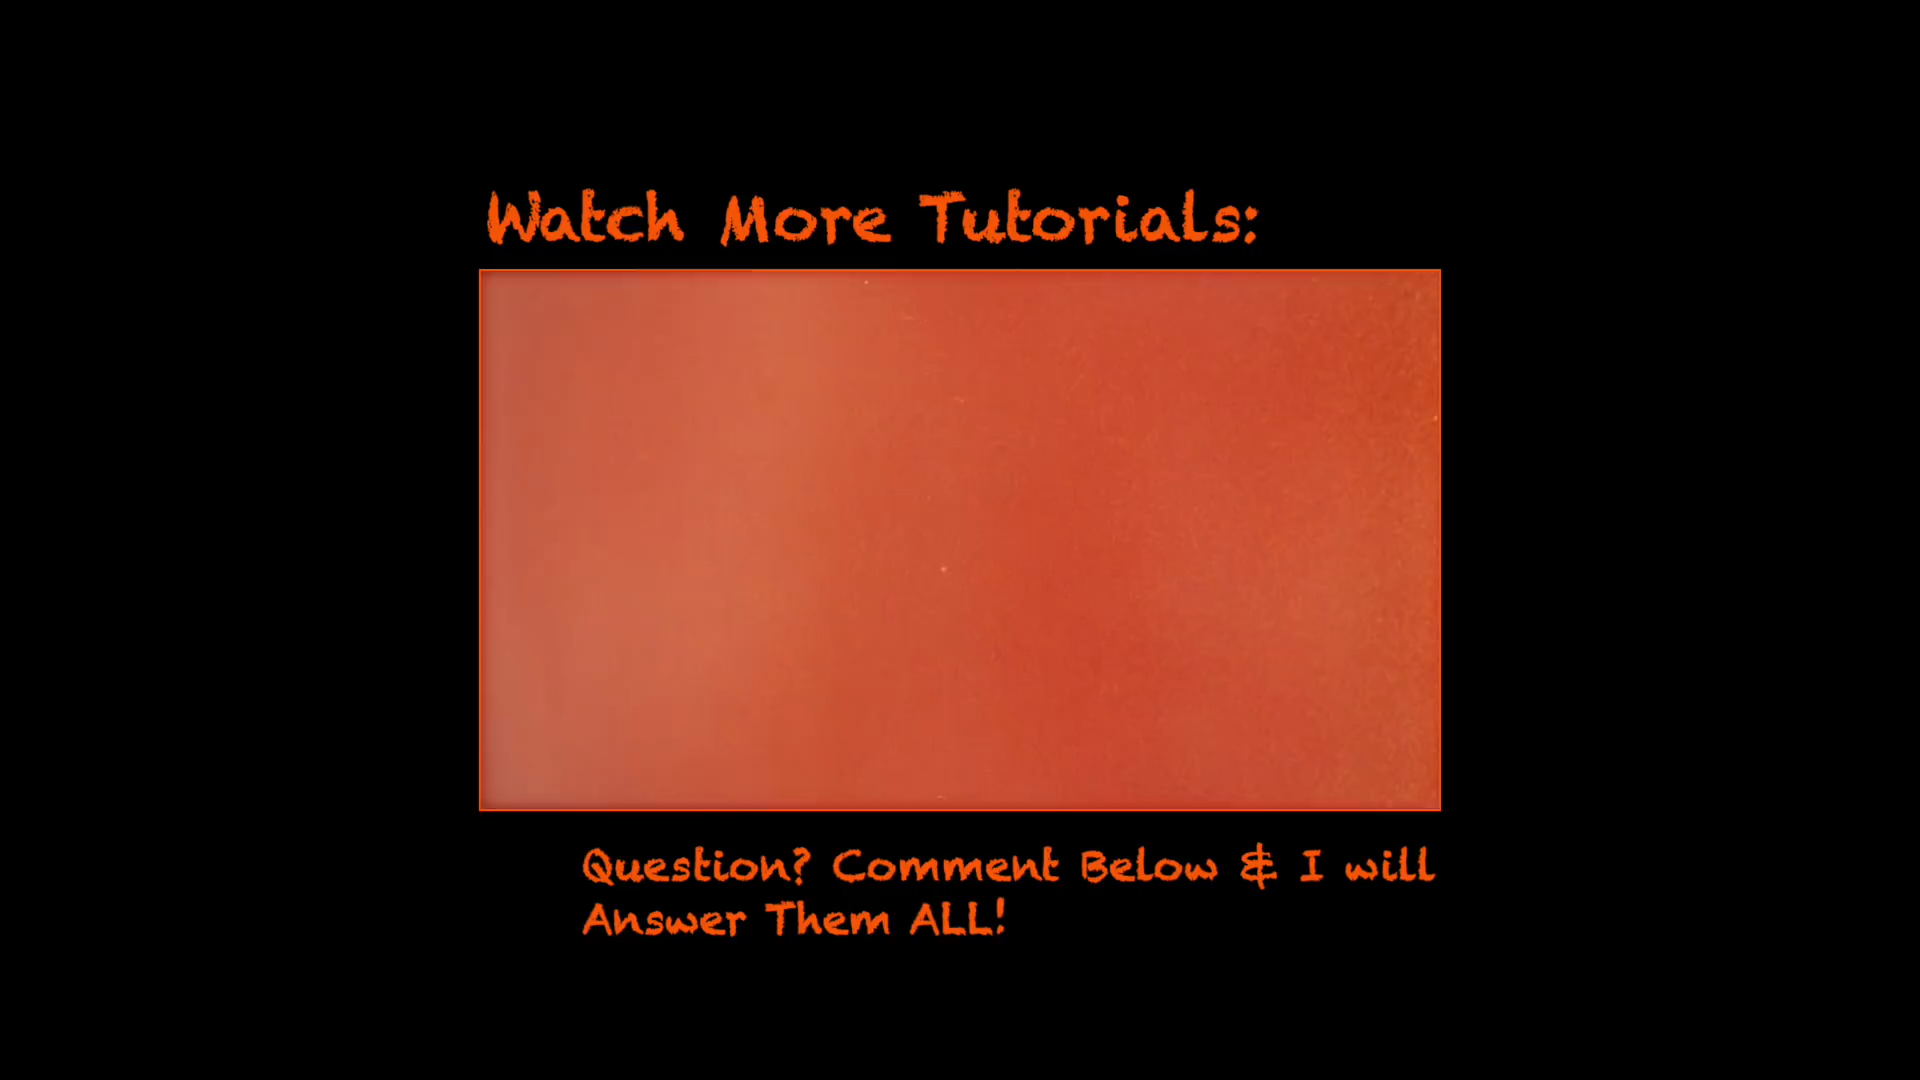 Watch More Tutorials:
Question? Comment Below & I will
Answer Them ALL!